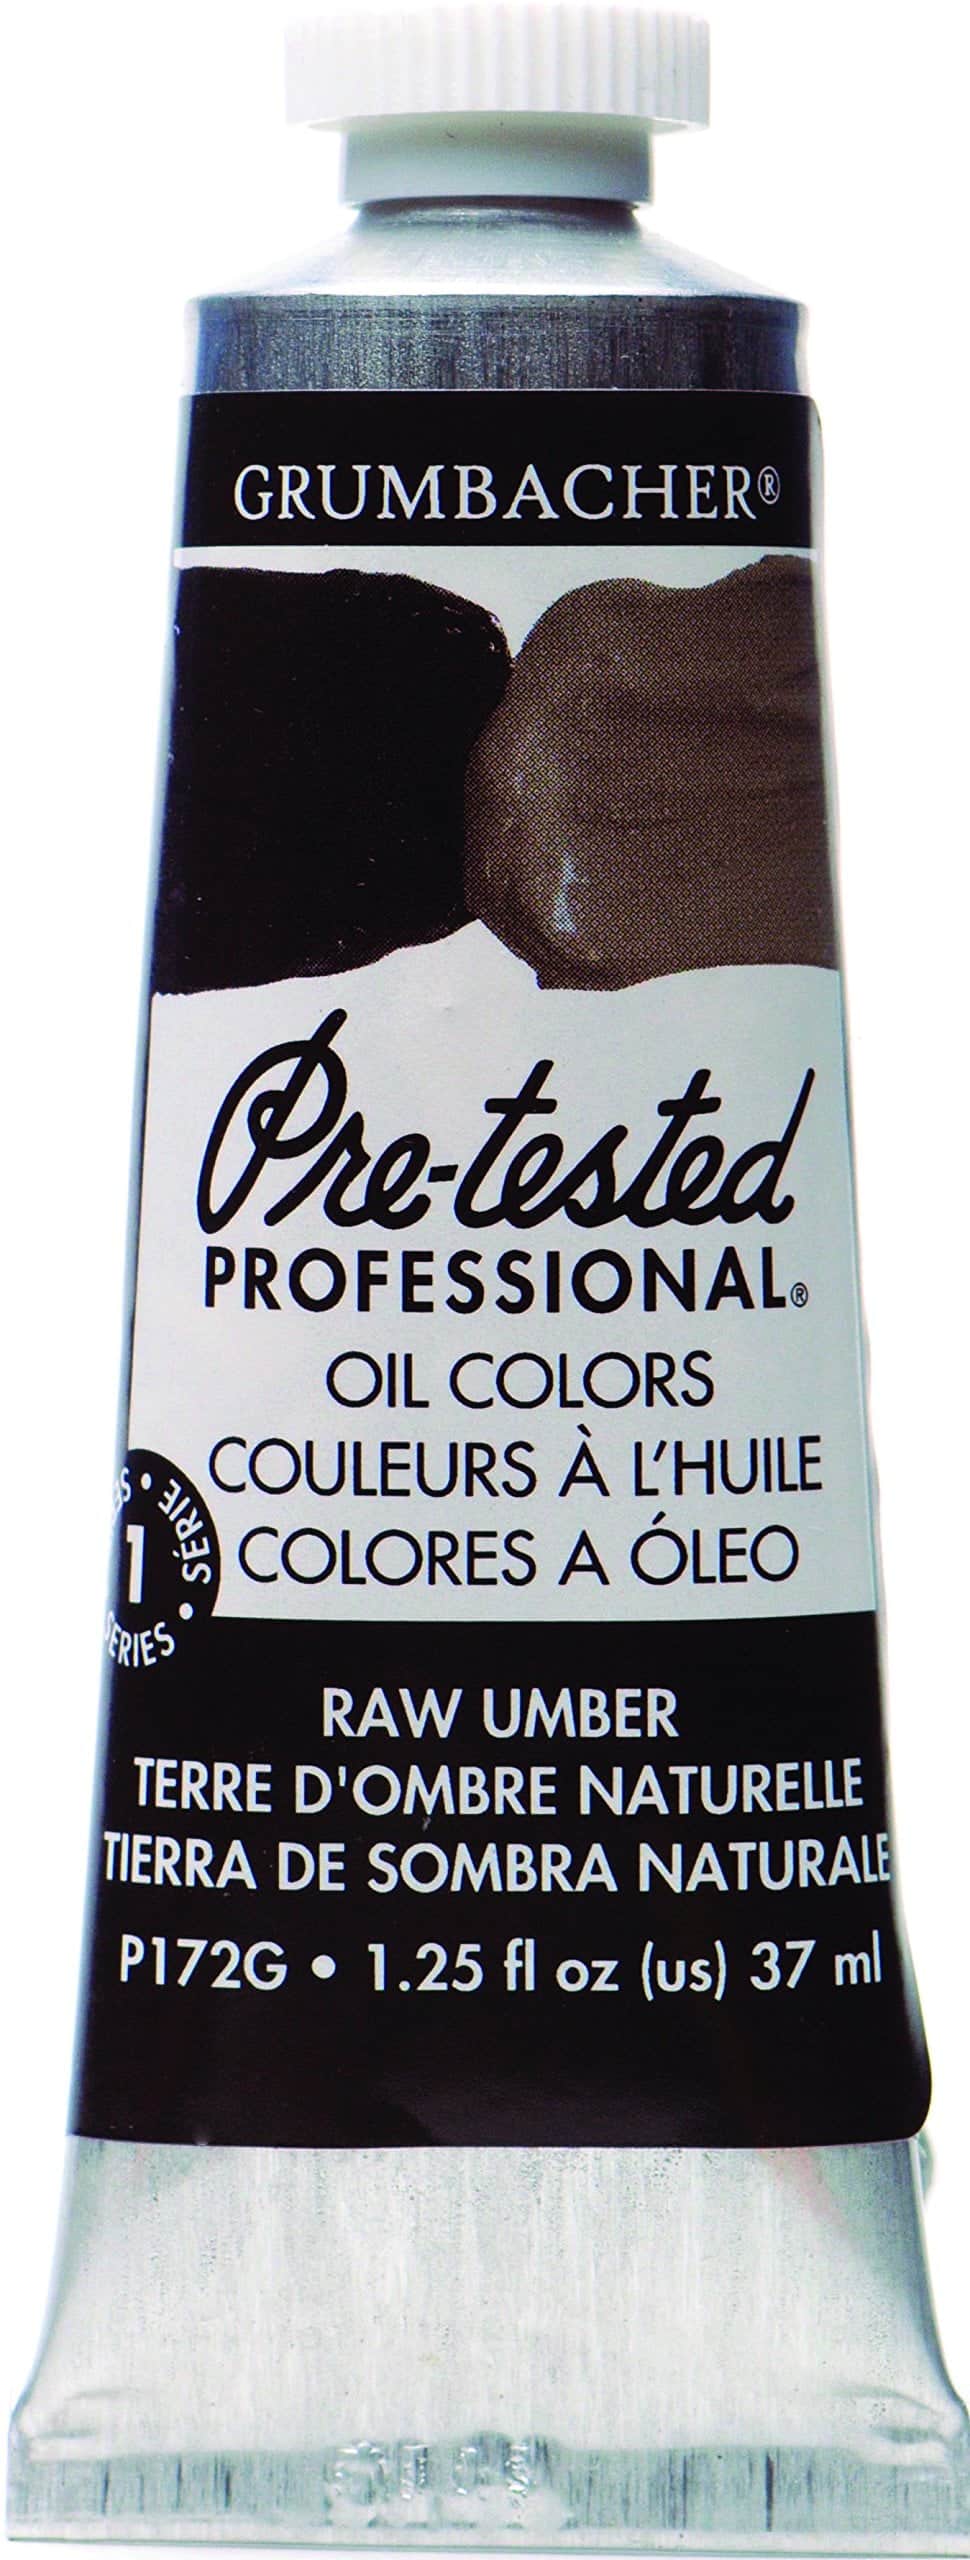 GRUMBACHER®
Pre-tested
PROFESSIONAL®
OIL COLORS
COULEURS À L'HUILE
COLORES A ÓLEO
SÉRIE
1
SERIES
RAW UMBER
TERRE D'OMBRE NATURELLE
TIERRA DE SOMBRA NATURALE
P172G • 1.25 fl oz (us) 37 ml